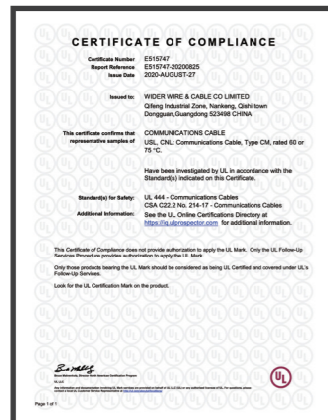 CERTIFICATE OF COMPLIANCE
Certificate Number E515747
Report Reference E515747-20200825
Issue Date 2020-AUGUST-27
Issued to: WIDER WIRE & CABLE CO LIMITED
Qifeng Industrial Zone, Nankeng, Qishitown
Dongguan,Guangdong 523498 CHINA
This certificate confirms that COMMUNICATIONS CABLE
representative samples of USL, CNL: Communications Cable, Type CM, rated 60 or
75 °C.
Have been investigated by UL in accordance with the
Standard(s) indicated on this Certificate.
Standard(s) for Safety: UL 444 - Communications Cables
CSA C22.2 No. 214-17 - Communications Cables
Additional Information: See the UL Online Certifications Directory at
https://iq.ulprospector.com for additional information.
This Certificate of Compliance does not provide authorization to apply the UL Mark. Only the UL Follow-Up
Services Procedure provides authorization to apply the UL Mark.
Only those products bearing the UL Mark should be considered as being UL Certified and covered under UL's
Follow-Up Services.
Look for the UL Certification Mark on the product.
UL
Page 1 of 1